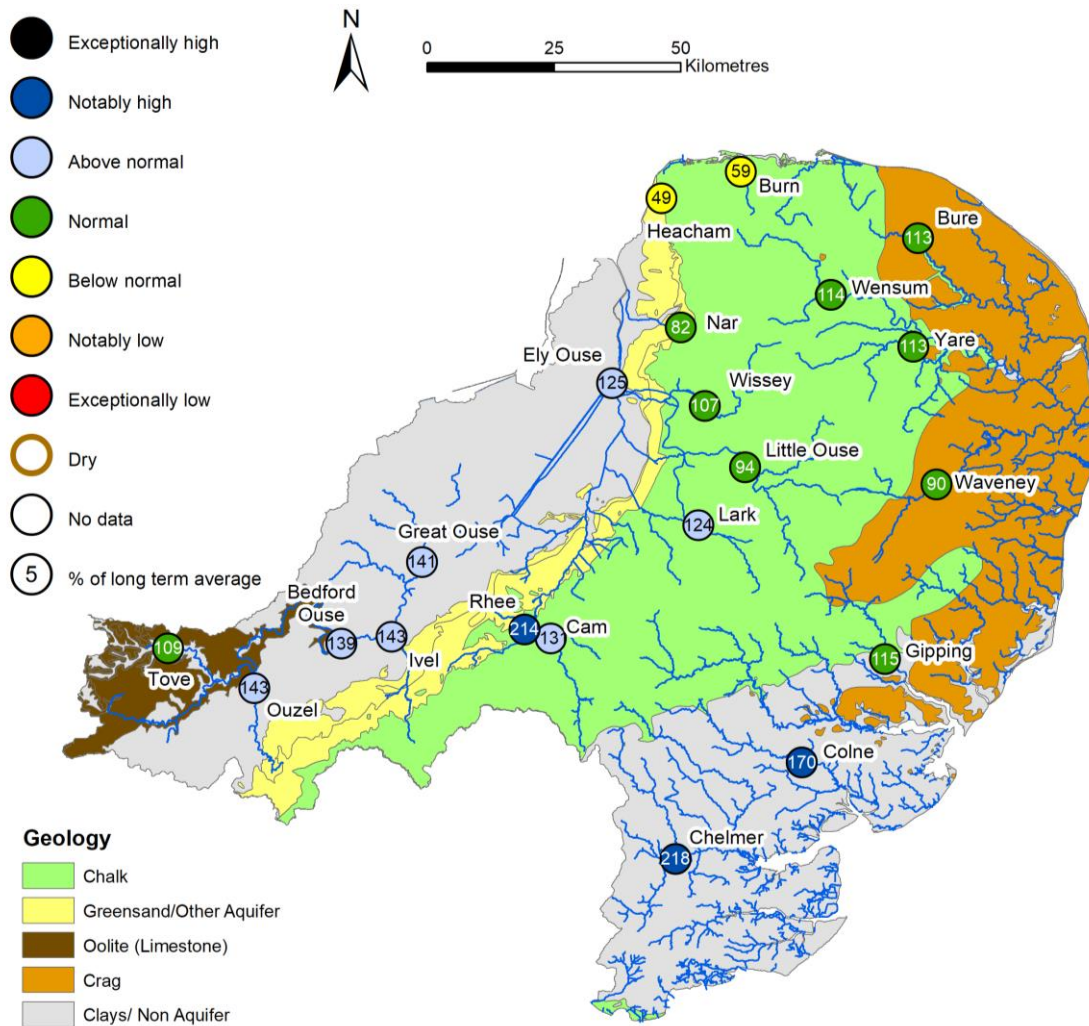 Exceptionally high
Notably high
Above normal
Normal
Below normal
Notably low
Exceptionally low
Dry
No data
5 % of long term average
N
0 25 50
Kilometres
59
Burn
49
Heacham
Bure
113
Wensum
114
Nar
82
Yare
113
Ely Ouse
125
Wissey
107
Little Ouse
94
Waveney
90
Lark
124
Great Ouse
141
Bedford
Ouse
139
143
Ivel
Rhee
214
131
Cam
109
Tove
143
Ouzel
Gipping
115
Colne
170
Chelmer
218
Geology
Chalk
Greensand/Other Aquifer
Oolite (Limestone)
Crag
Clays/ Non Aquifer